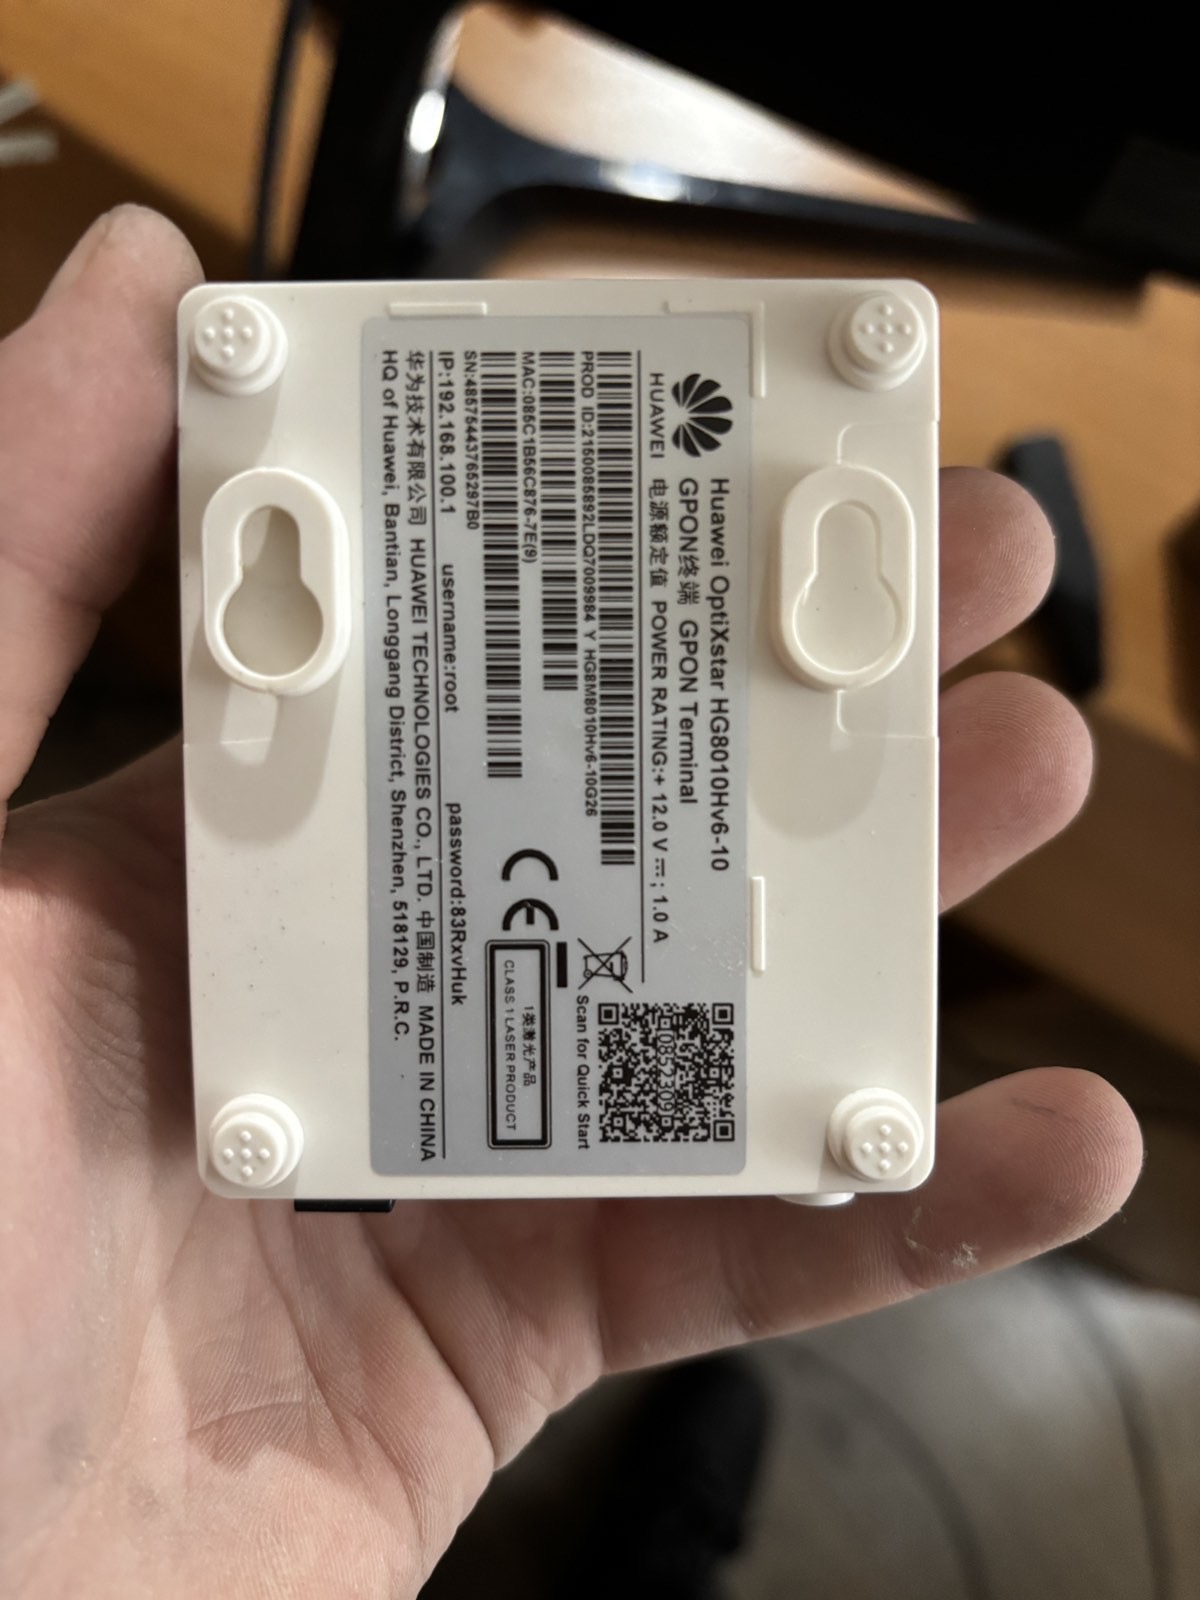 Huawei OptiXstar HG8010Hv6-10
GPON终端 GPON Terminal
HUAWEI
电源额定值 POWER RATING:+ 12.0 V ⎓; 1.0 A
PROD ID:2150086892LDQ7009984 Y HG8M8010Hv6-10G26
MAC:085C1B56C876-7E(9)
SN:48575443765297B0
IP:192.168.100.1 username:root password:83RxvHuk
华为技术有限公司 HUAWEI TECHNOLOGIES CO., LTD. 中国制造 MADE IN CHINA
HQ of Huawei, Bantian, Longgang District, Shenzhen, 518129, P.R.C.
CE
0852309
Scan for Quick Start
1类激光产品
CLASS 1 LASER PRODUCT